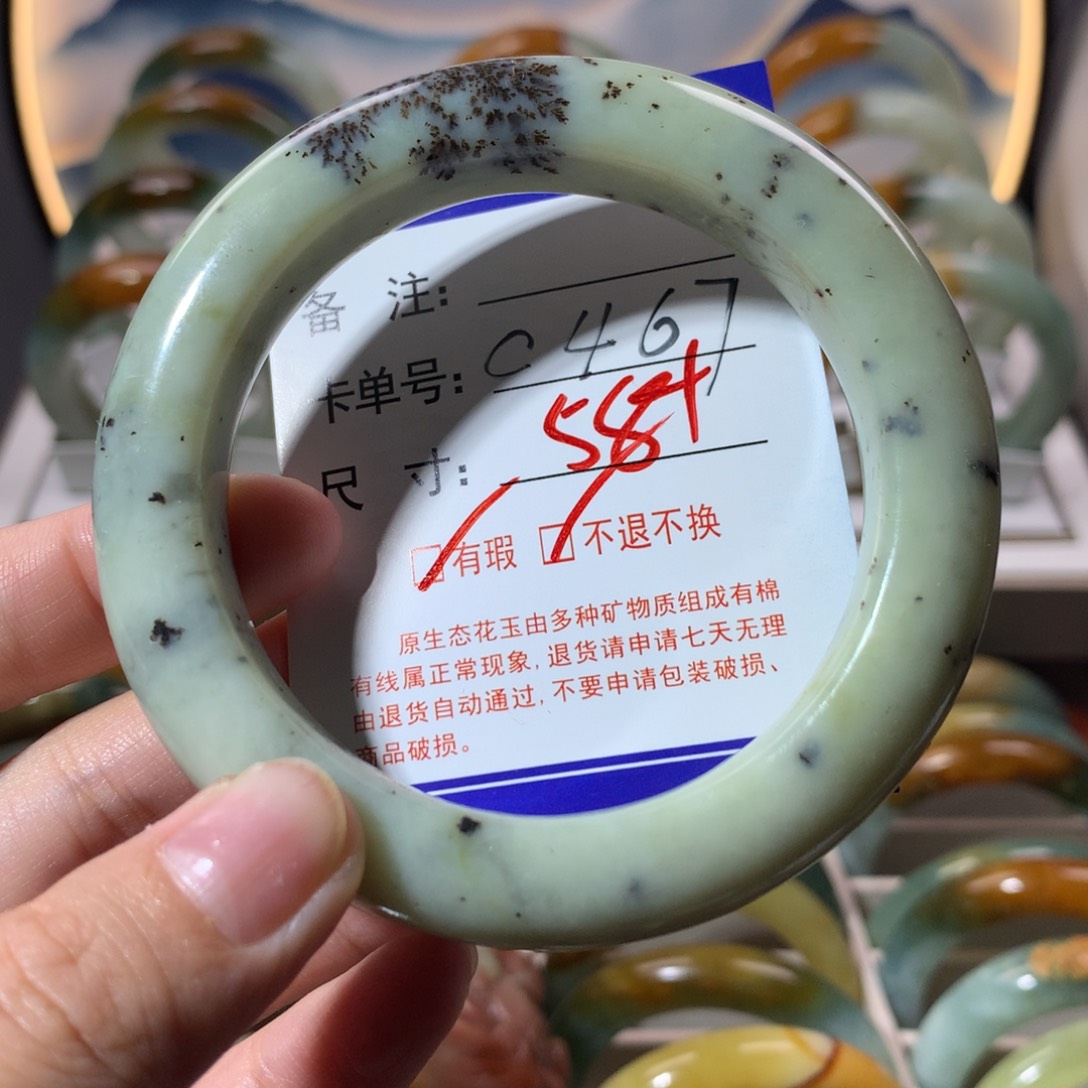 备 注:
卡单号: C467
尺 寸: 58+
有瑕 不退不换
原生态花玉由多种矿物质组成有棉
有线属正常现象,退货请申请七天无理
由退货自动通过,不要申请包装破损、
商品破损。